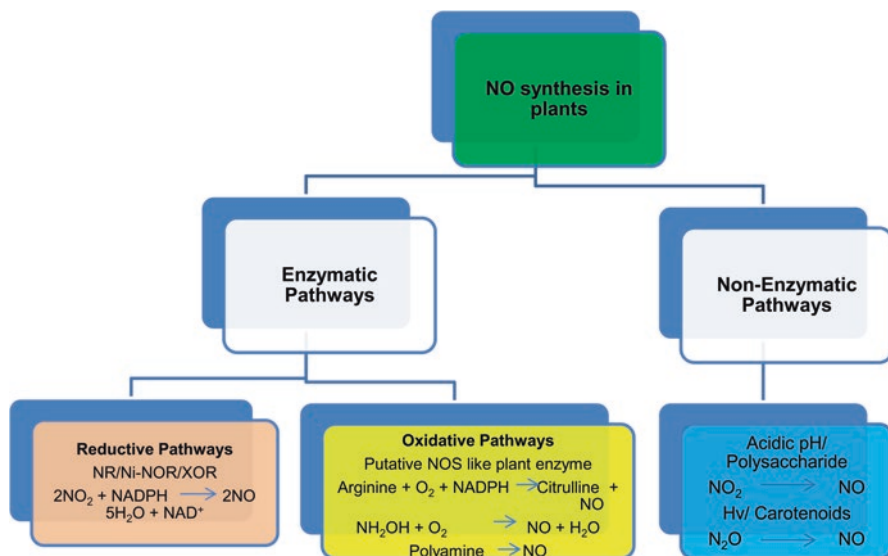 NO synthesis in
plants
Enzymatic
Pathways
Non-Enzymatic
Pathways
Reductive Pathways
NR/Ni-NOR/XOR
2NO₂ + NADPH → 2NO
5H₂O + NAD⁺
Oxidative Pathways
Putative NOS like plant enzyme
Arginine + O₂ + NADPH → Citrulline +
NO
NH₂OH + O₂ → NO + H₂O
Polyamine → NO
Acidic pH/
Polysaccharide
NO₂ → NO
Hv/ Carotenoids
N₂O → NO